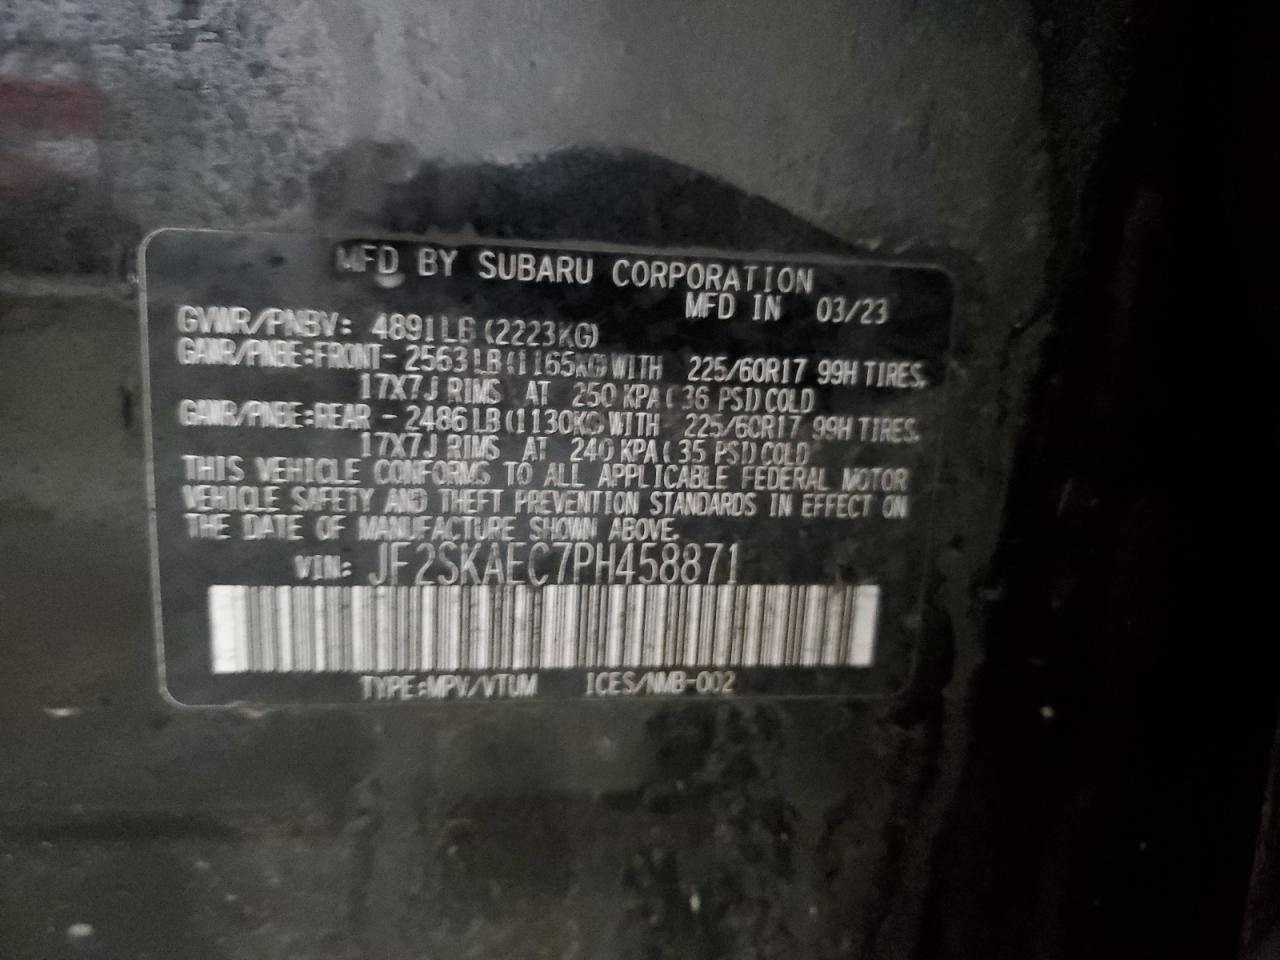 MFD BY SUBARU CORPORATION
MFD IN 03/23
GVWR/PNBV: 4891LB (2223KG)
GAWR/PNBE:FRONT- 2563LB(1165KG)WITH 225/60R17 99H TIRES,
17X7J RIMS AT 250 KPA( 36 PSI)COLD
GAWR/PNBE:REAR - 2486LB(1130KG)WITH 225/60R17 99H TIRES,
17X7J RIMS AT 240 KPA( 35 PSI)COLD
THIS VEHICLE CONFORMS TO ALL APPLICABLE FEDERAL MOTOR
VEHICLE SAFETY AND THEFT PREVENTION STANDARDS IN EFFECT ON
THE DATE OF MANUFACTURE SHOWN ABOVE.
VIN: JF2SKAEC7PH458871
TYPE:MPV/VTUM ICES/NMB-002